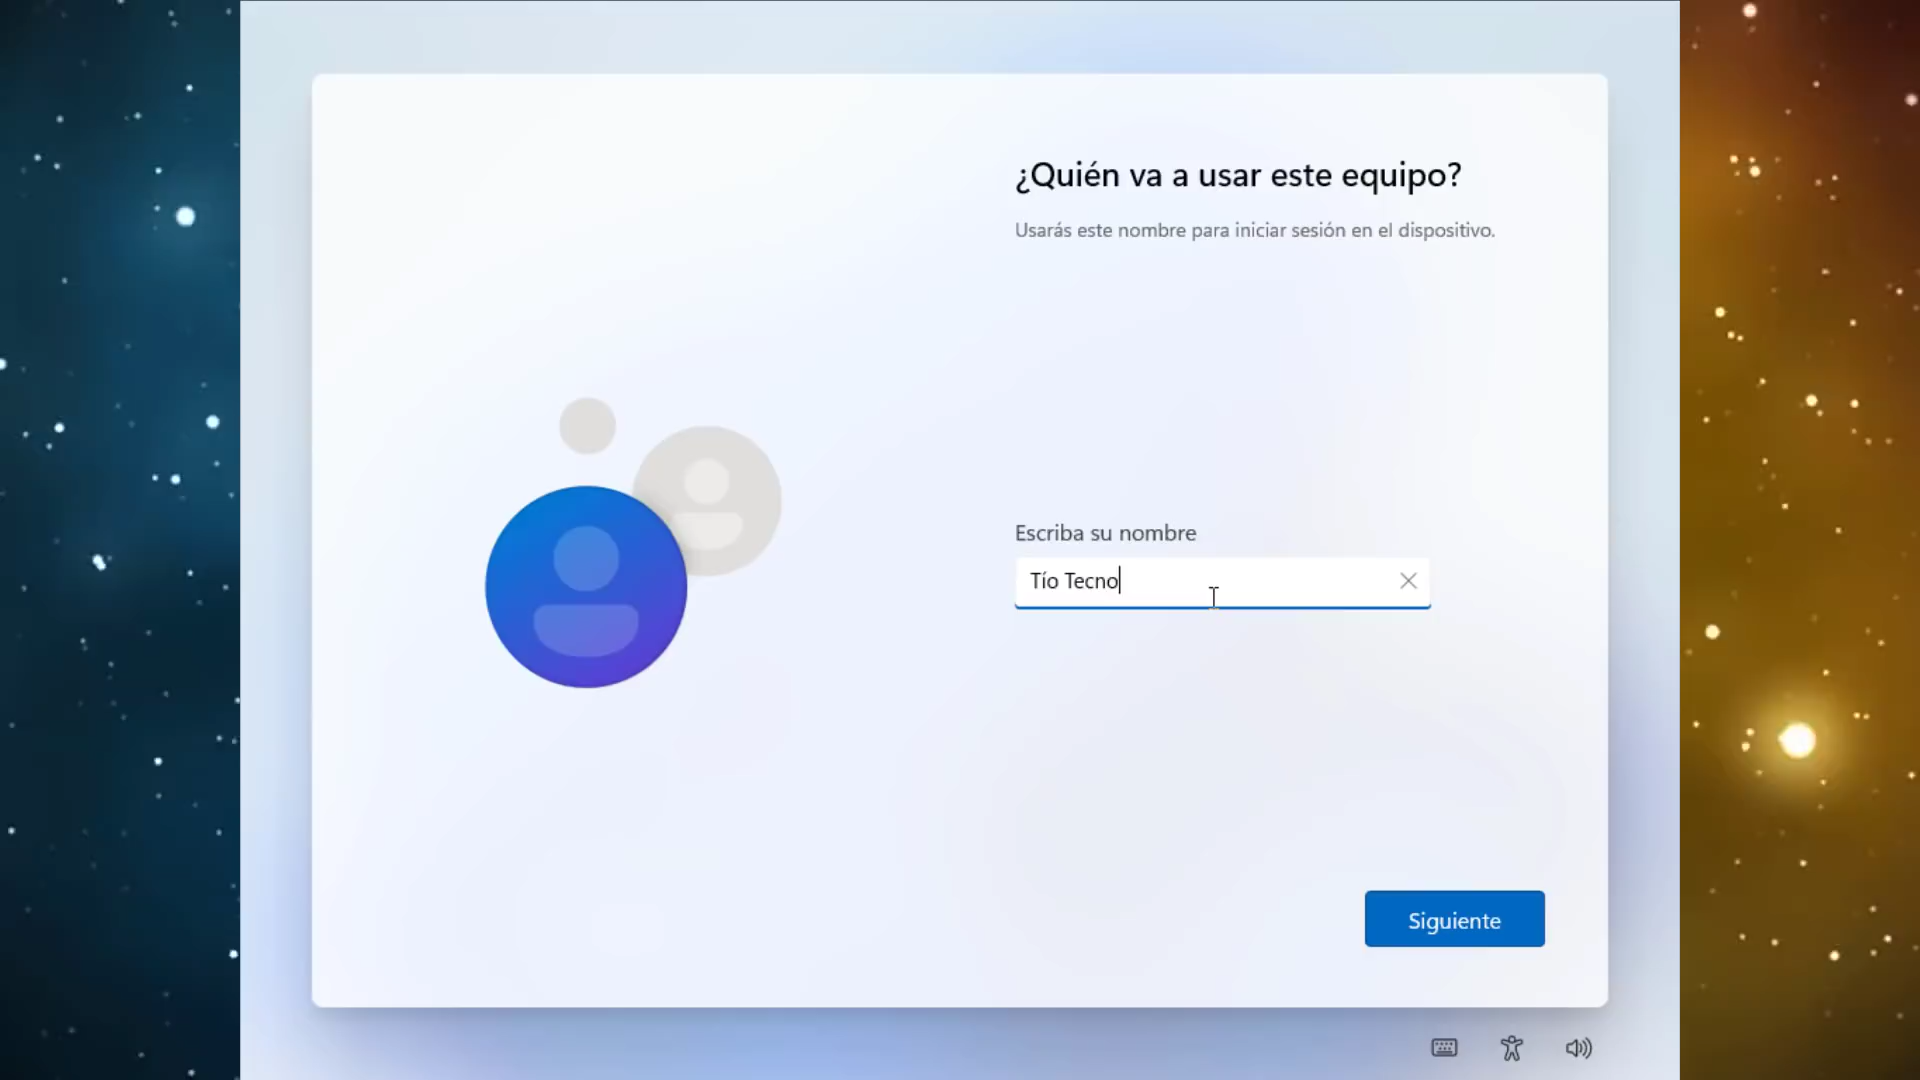 ¿Quién va a usar este equipo?
Usarás este nombre para iniciar sesión en el dispositivo.
Escriba su nombre
Tío Tecno
Siguiente